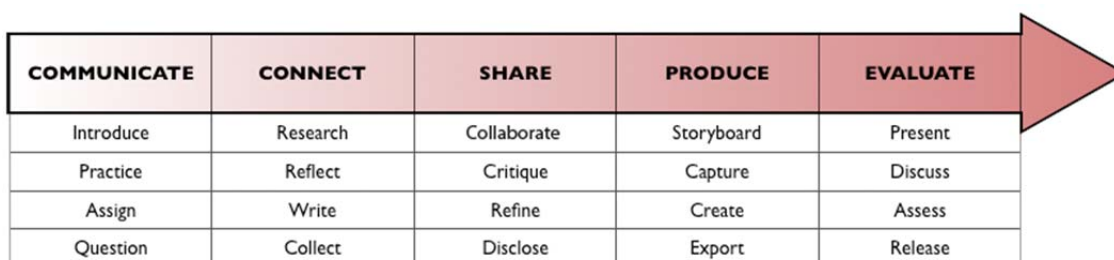 COMMUNICATE CONNECT SHARE PRODUCE EVALUATE
Introduce Research Collaborate Storyboard Present
Practice Reflect Critique Capture Discuss
Assign Write Refine Create Assess
Question Collect Disclose Export Release